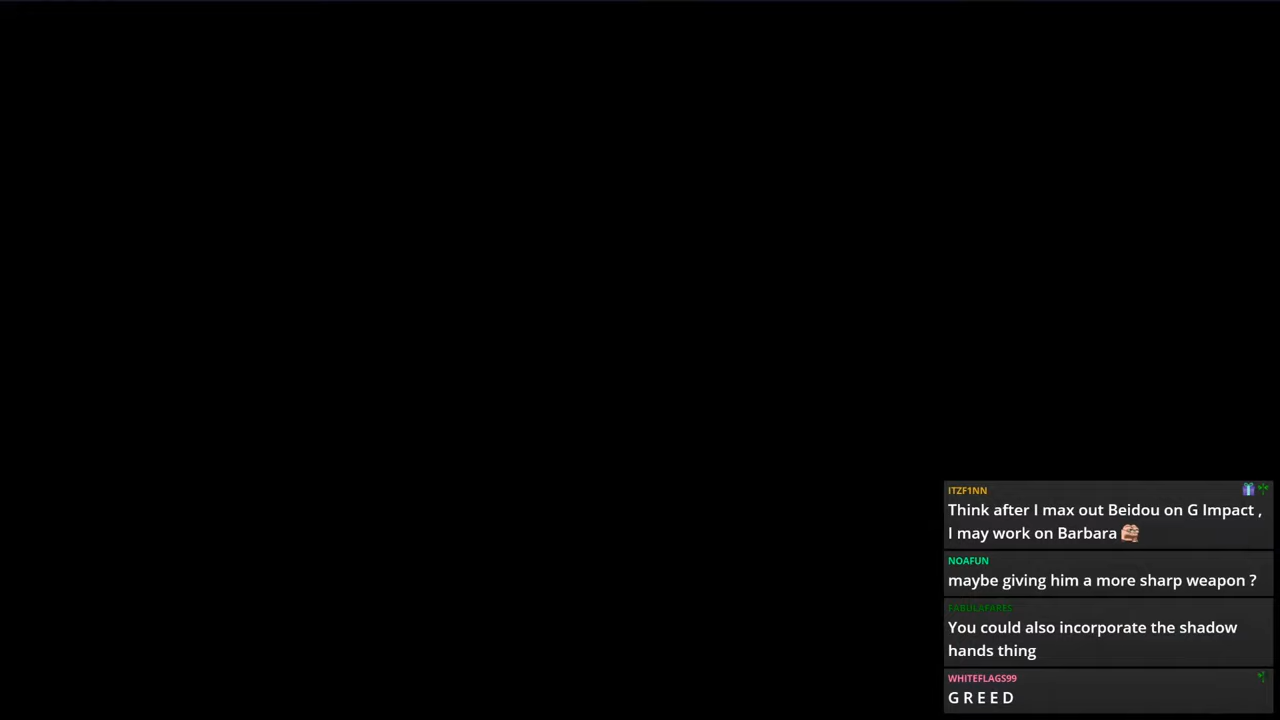 ITZF1NN
Think after I max out Beidou on G Impact ,
I may work on Barbara
NOAFUN
maybe giving him a more sharp weapon ?
FABULAFARES
You could also incorporate the shadow
hands thing
WHITEFLAGS99
G R E E D